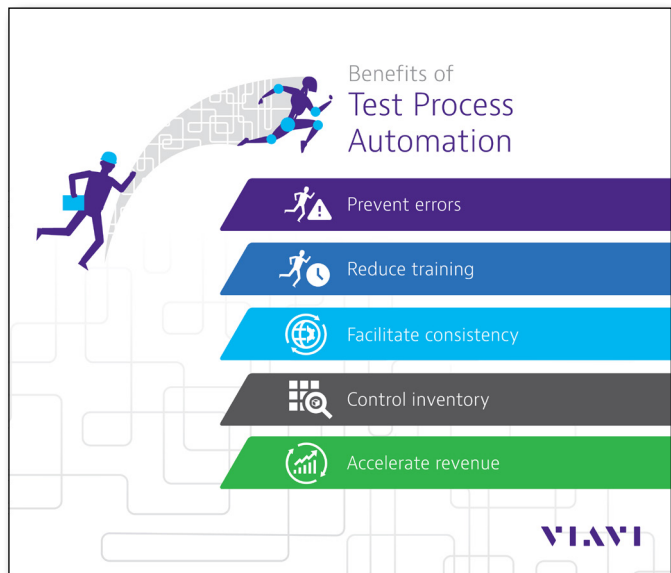 Benefits of
Test Process
Automation
Prevent errors
Reduce training
Facilitate consistency
Control inventory
Accelerate revenue
VIAVI